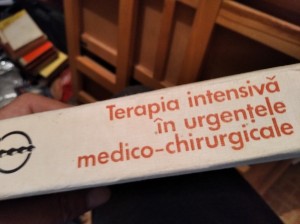 Terapia intensivă
în urgențele
medico-chirurgicale